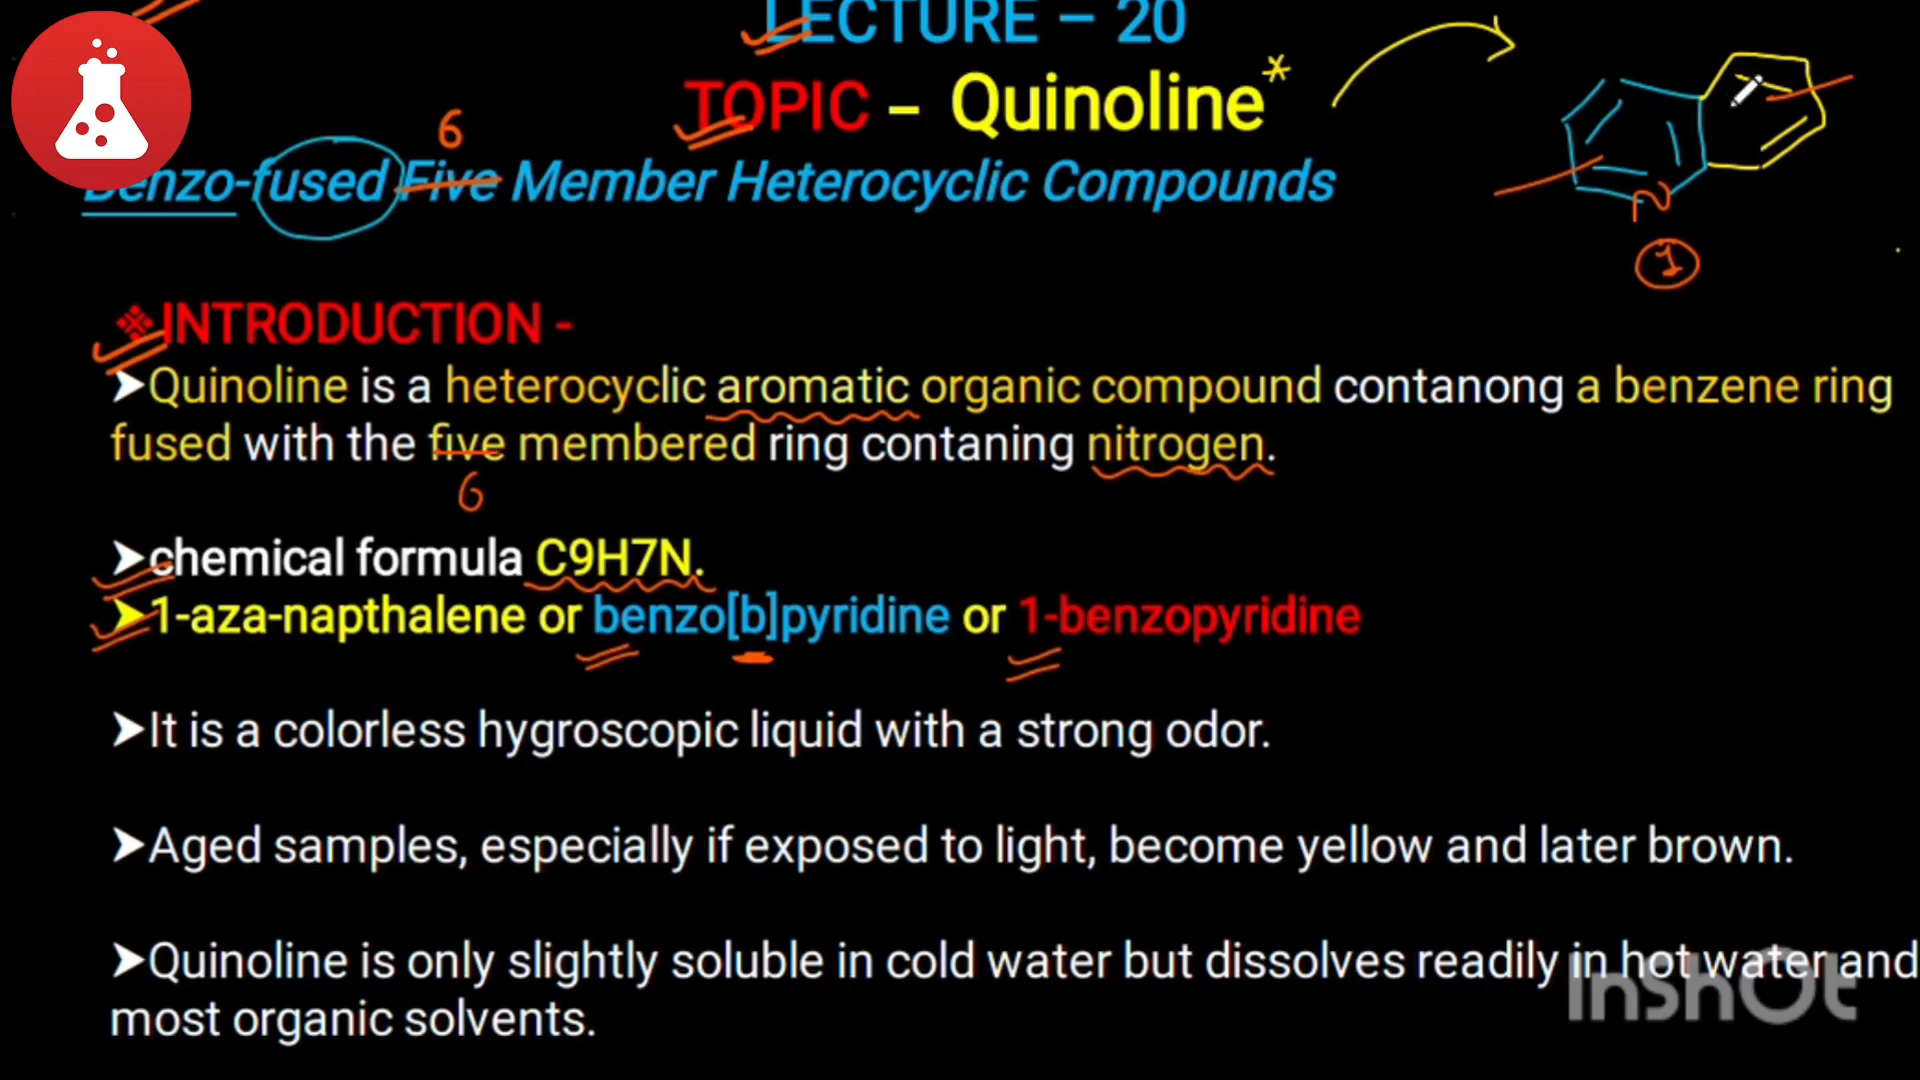 LECTURE – 20
TOPIC – Quinoline*
6
Benzo-fused Five Member Heterocyclic Compounds
N
1
※INTRODUCTION -
➤Quinoline is a heterocyclic aromatic organic compound contanong a benzene ring
fused with the five membered ring contaning nitrogen.
6
➤chemical formula C9H7N.
➤1-aza-napthalene or benzo[b]pyridine or 1-benzopyridine
➤It is a colorless hygroscopic liquid with a strong odor.
➤Aged samples, especially if exposed to light, become yellow and later brown.
➤Quinoline is only slightly soluble in cold water but dissolves readily in hot water and
most organic solvents.
InShOt